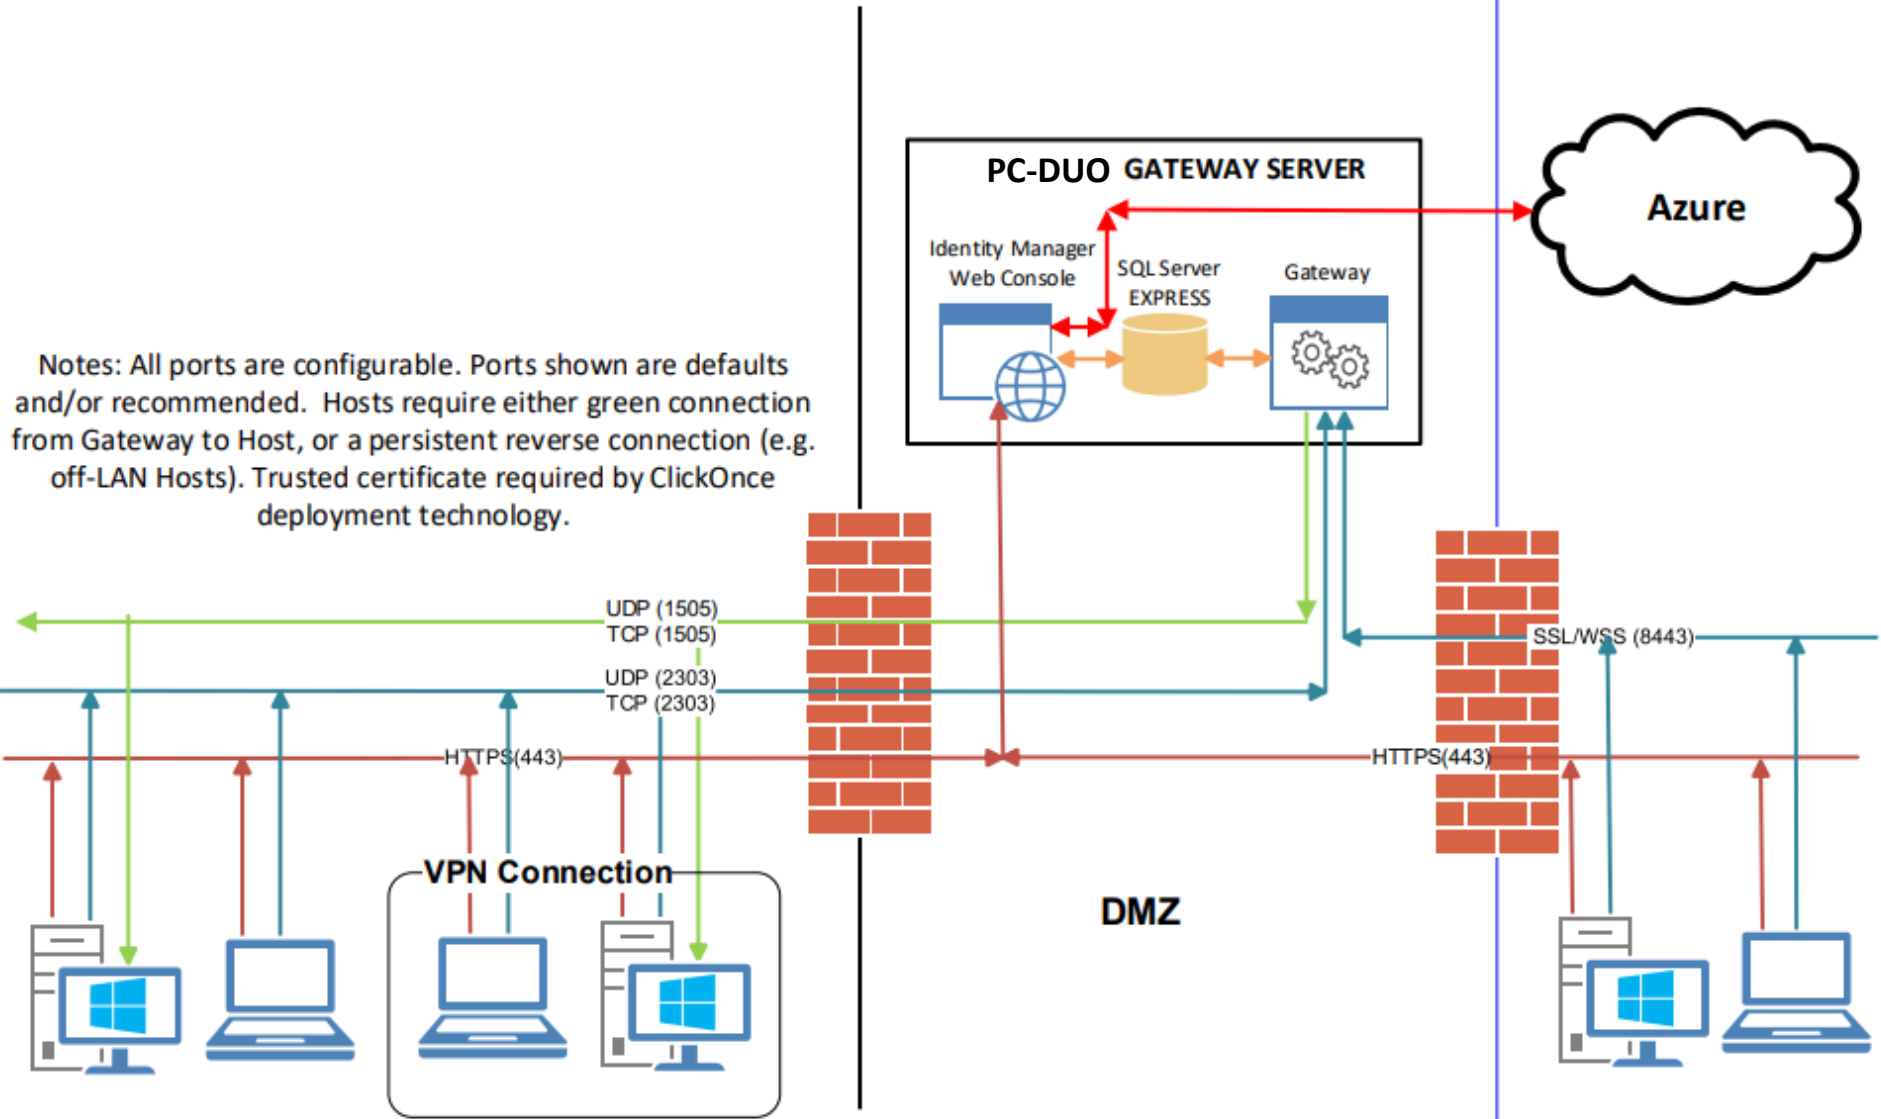 PC-DUO GATEWAY SERVER
Azure
Identity Manager
Web Console
SQL Server
EXPRESS
Gateway
Notes: All ports are configurable. Ports shown are defaults
and/or recommended. Hosts require either green connection
from Gateway to Host, or a persistent reverse connection (e.g.
off-LAN Hosts). Trusted certificate required by ClickOnce
deployment technology.
UDP (1505)
TCP (1505)
SSL/WSS (8443)
UDP (2303)
TCP (2303)
HTTPS(443)
HTTPS(443)
VPN Connection
DMZ